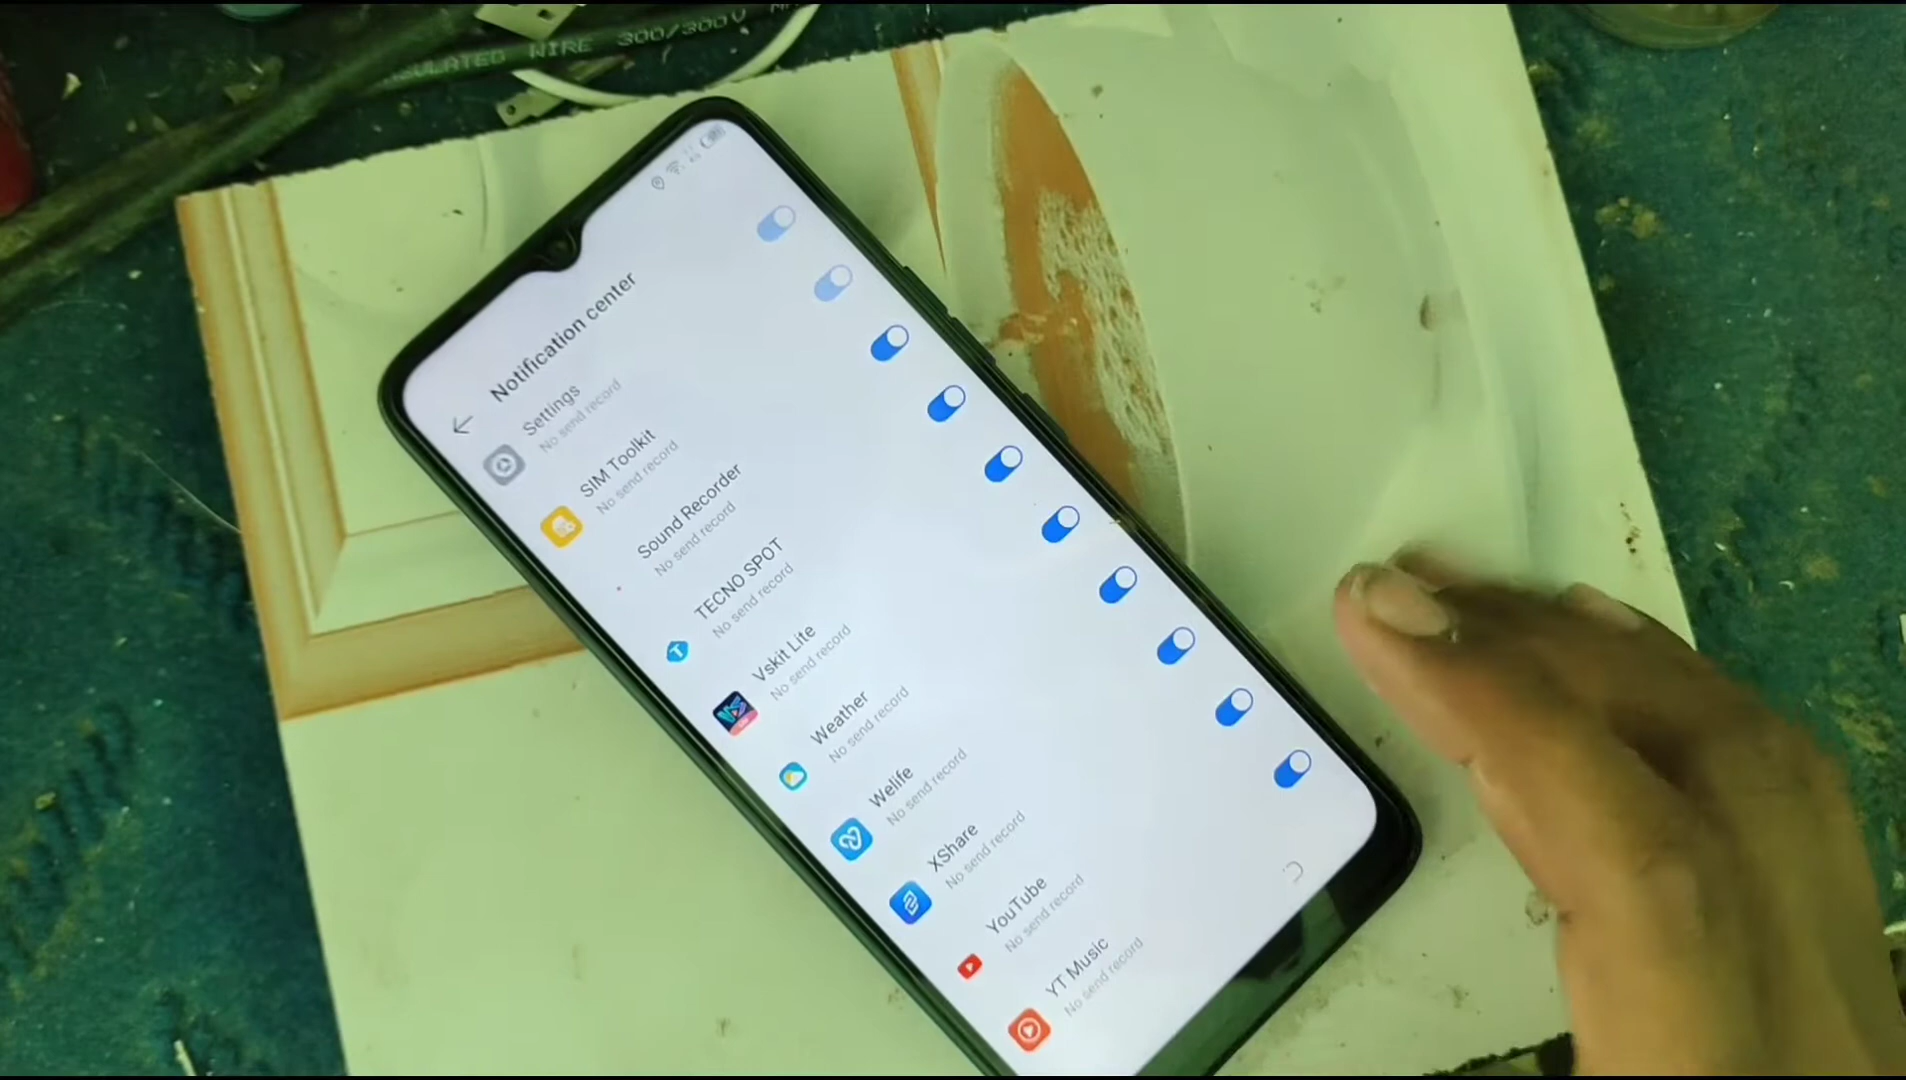 INSULATED WIRE 300/300V
Notification center
Settings
No send record
SIM Toolkit
No send record
Sound Recorder
No send record
TECNO SPOT
No send record
Vskit Lite
No send record
Weather
No send record
Welife
No send record
XShare
No send record
YouTube
No send record
YT Music
No send record